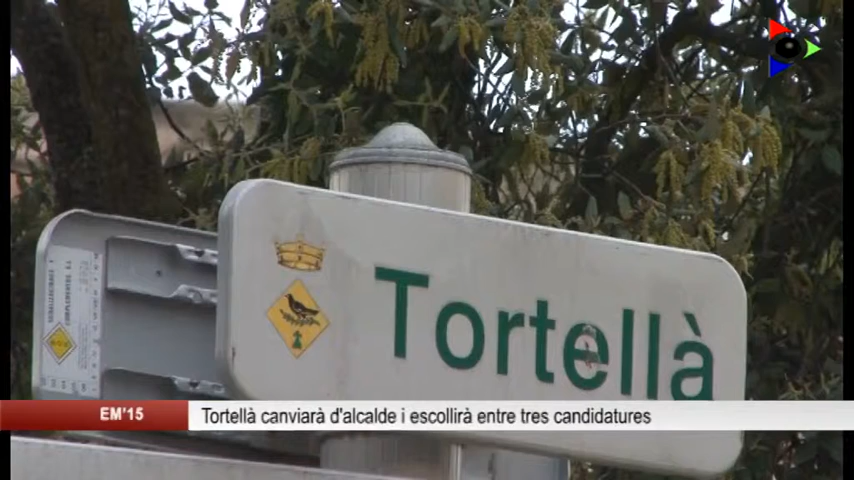 Tortellà
EM'15
Tortellà canviarà d'alcalde i escollirà entre tres candidatures